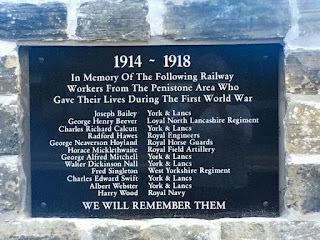 1914 ~ 1918
In Memory Of The Following Railway
Workers From The Penistone Area Who
Gave Their Lives During The First World War
Joseph Bailey York & Lancs
George Henry Beever Loyal North Lancashire Regiment
Charles Richard Calcutt York & Lancs
Radford Hawes Royal Engineers
George Neaverson Hoyland Royal Horse Guards
Horace Micklethwaite Royal Field Artillery
George Alfred Mitchell York & Lancs
Walter Dickinson Nall York & Lancs
Fred Singleton West Yorkshire Regiment
Charles Edward Swift York & Lancs
Albert Webster York & Lancs
Harry Wood Royal Navy
WE WILL REMEMBER THEM